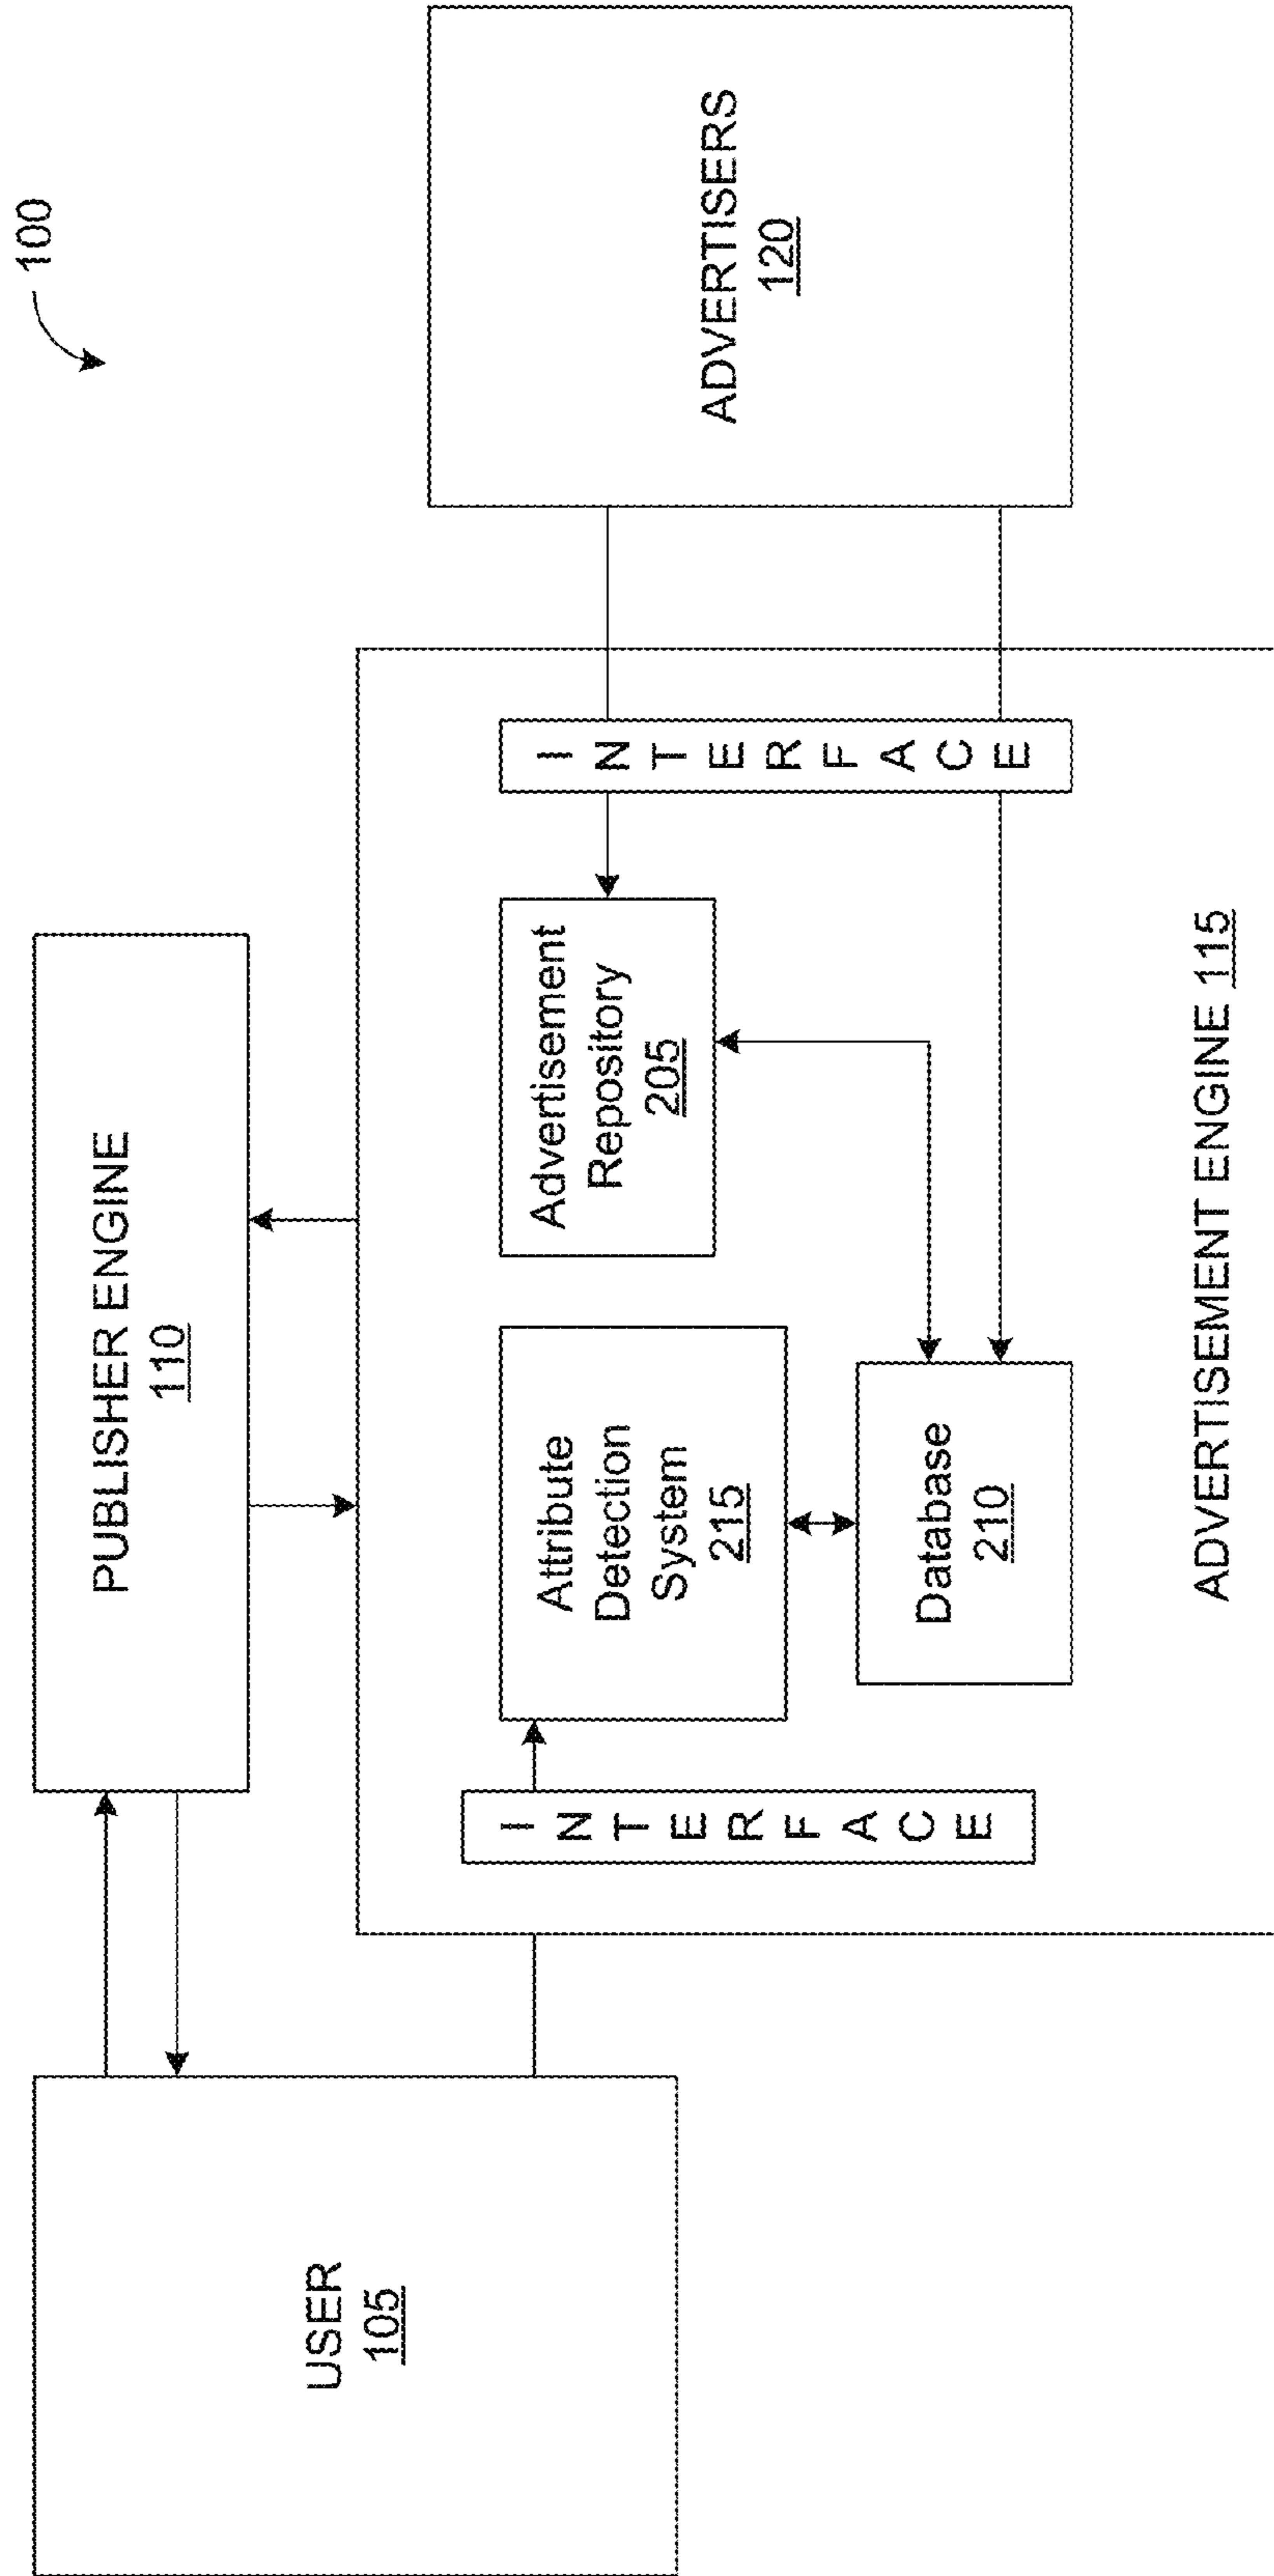 100
PUBLISHER ENGINE
110
USER
105
ADVERTISERS
120
INTERFACE
Attribute
Detection
System
215
Advertisement
Repository
205
INTERFACE
Database
210
ADVERTISEMENT ENGINE 115